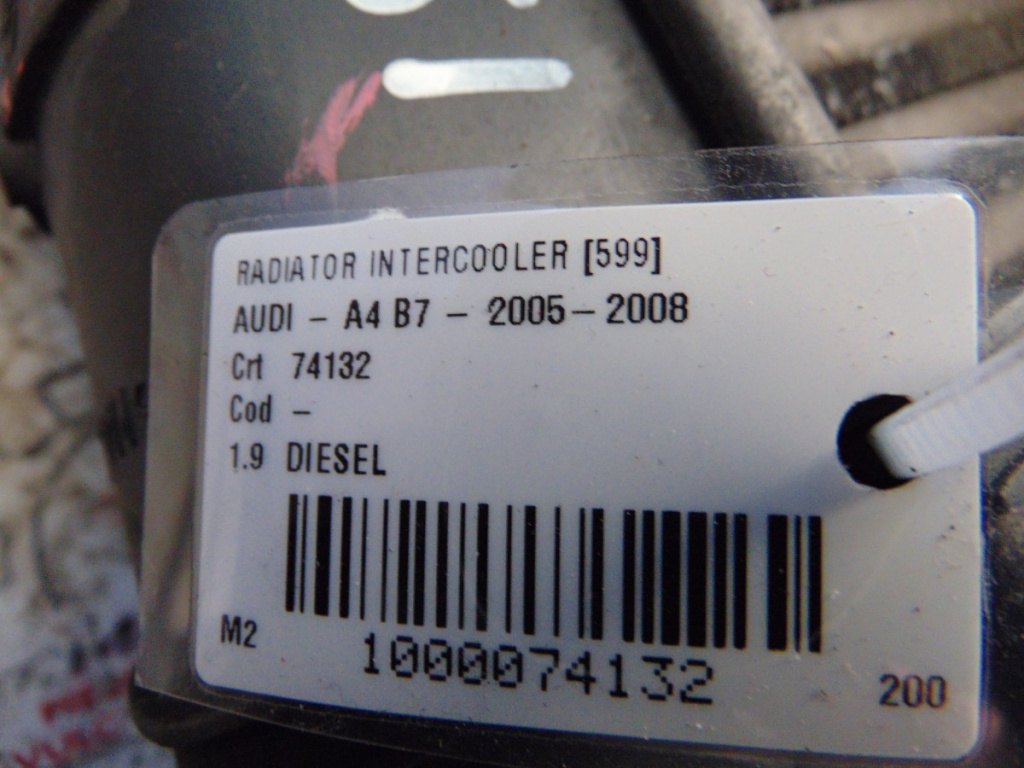 RADIATOR INTERCOOLER [599]
AUDI - A4 B7 - 2005-2008
Crt 74132
Cod -
1.9 DIESEL
M2
1000074132
200